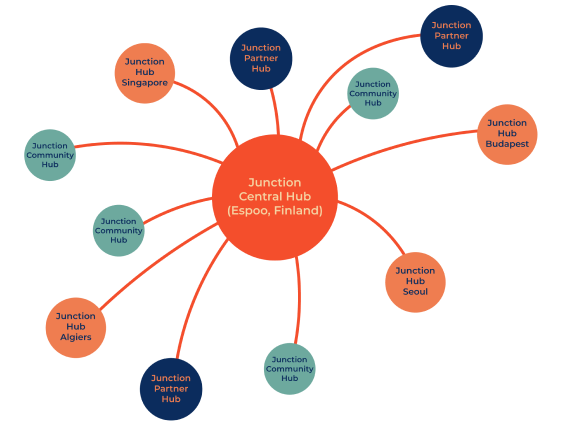 Junction
Partner
Hub
Junction
Partner
Hub
Junction
Hub
Singapore
Junction
Community
Hub
Junction
Hub
Budapest
Junction
Community
Hub
Junction
Central Hub
(Espoo, Finland)
Junction
Community
Hub
Junction
Hub
Seoul
Junction
Hub
Algiers
Junction
Community
Hub
Junction
Partner
Hub